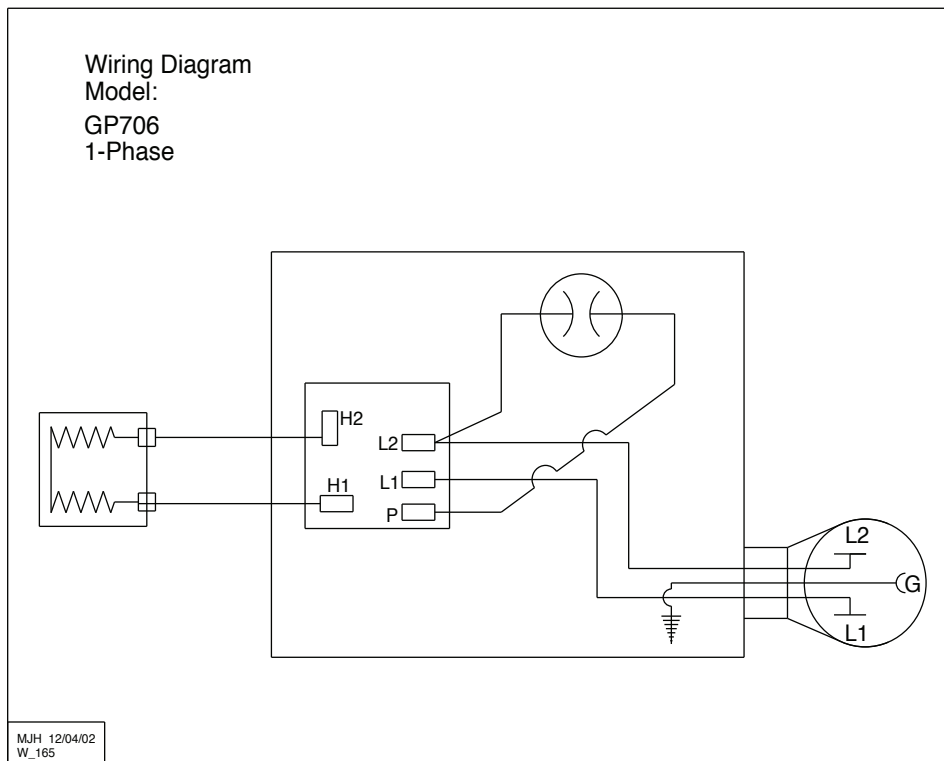 Wiring Diagram
Model:
GP706
1-Phase
H2
L2
H1
L1
P
L2
G
L1
MJH 12/04/02
W_165